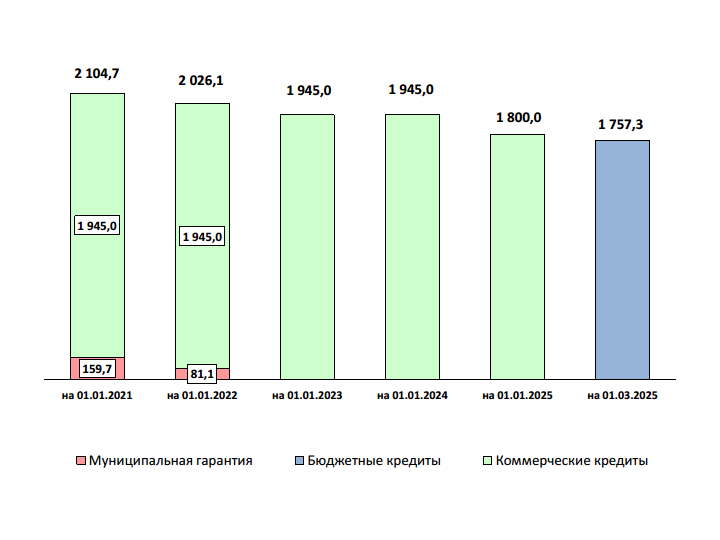 2 104,7
2 026,1
1 945,0
1 945,0
1 800,0
1 757,3
1 945,0
1 945,0
159,7
81,1
на 01.01.2021
на 01.01.2022
на 01.01.2023
на 01.01.2024
на 01.01.2025
на 01.03.2025
Муниципальная гарантия
Бюджетные кредиты
Коммерческие кредиты